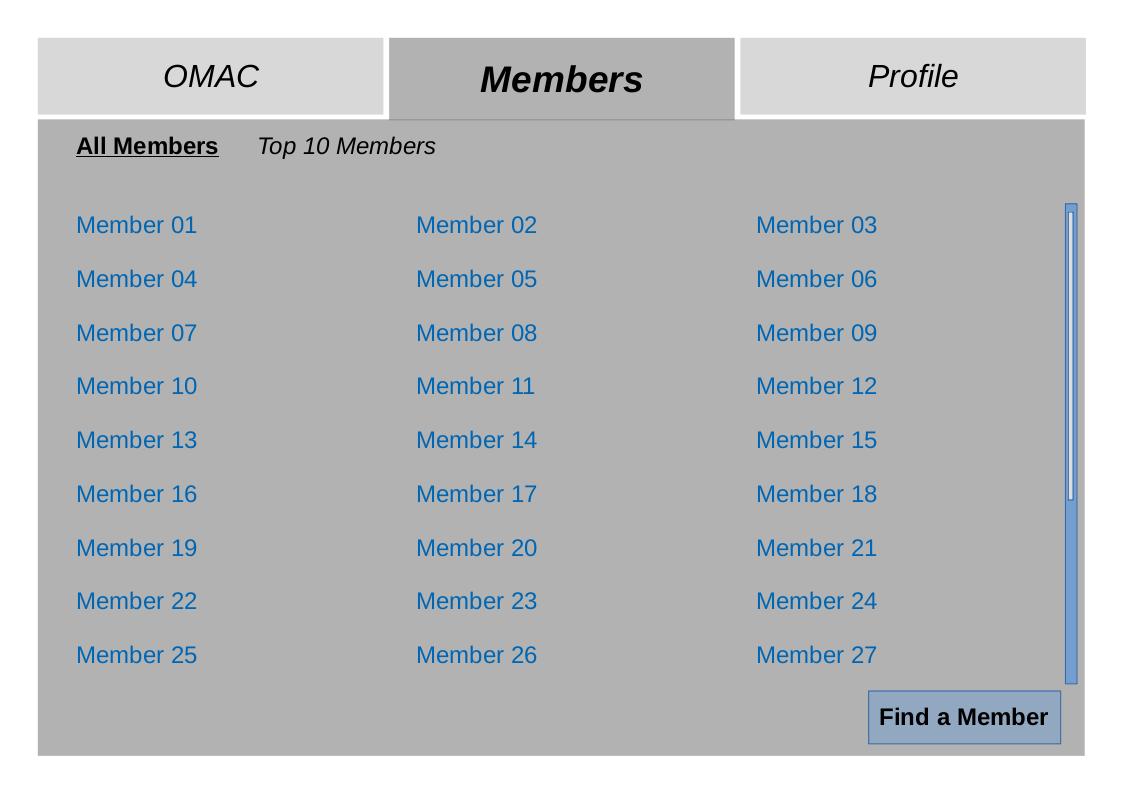 OMAC
Members
Profile
All Members
Top 10 Members
Member 01
Member 02
Member 03
Member 04
Member 05
Member 06
Member 07
Member 08
Member 09
Member 10
Member 11
Member 12
Member 13
Member 14
Member 15
Member 16
Member 17
Member 18
Member 19
Member 20
Member 21
Member 22
Member 23
Member 24
Member 25
Member 26
Member 27
Find a Member